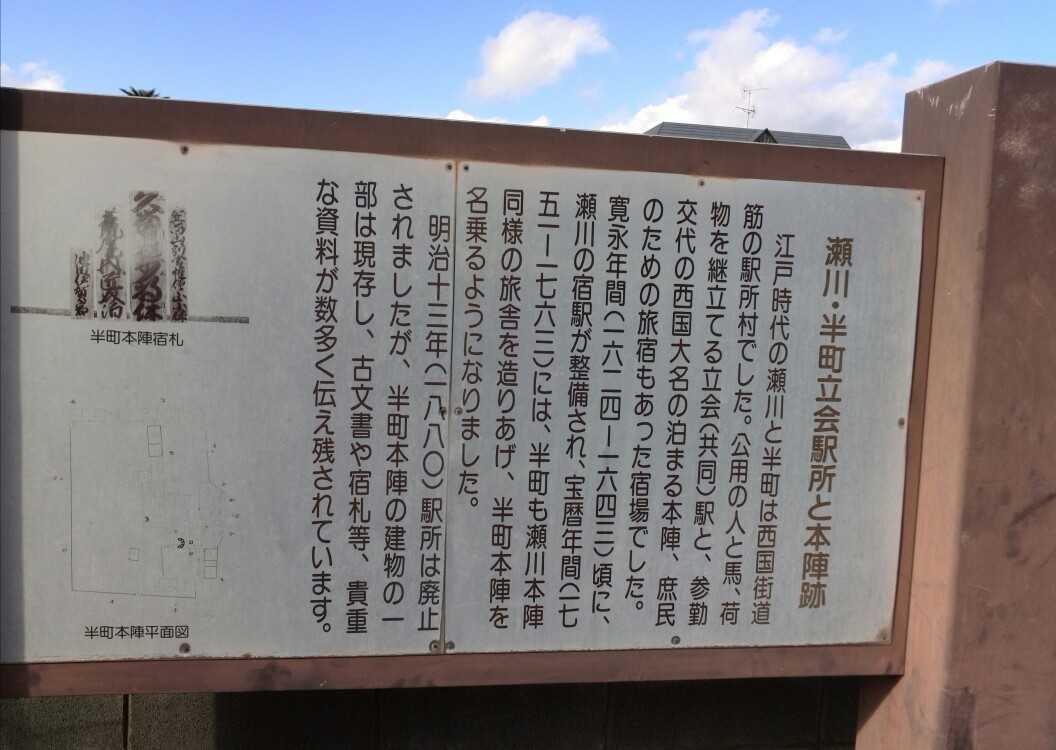 瀬川・半町立会駅所と本陣跡
江戸時代の瀬川と半町は西国街道
筋の駅所村でした。公用の人と馬、荷
物を継立てる立会(共同)駅と、参勤
交代の西国大名の泊まる本陣、庶民
のための旅宿もあった宿場でした。
寛永年間(一六二四ー一六四三)頃に、
瀬川の宿駅が整備され、宝暦年間(一七
五一ー一七六三)には、半町も瀬川本陣
同様の旅舎を造りあげ、半町本陣を
名乗るようになりました。
明治十三年(一八八〇)駅所は廃止
されましたが、半町本陣の建物の一
部は現存し、古文書や宿札等、貴重
な資料が数多く伝え残されています。
半町本陣宿札
半町本陣平面図